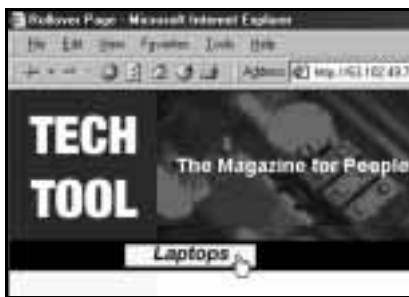 Rollover Page - Microsoft Internet Explorer
File Edit View Favorites Tools Help
Address
TECH
TOOL
The Magazine for People
Laptops